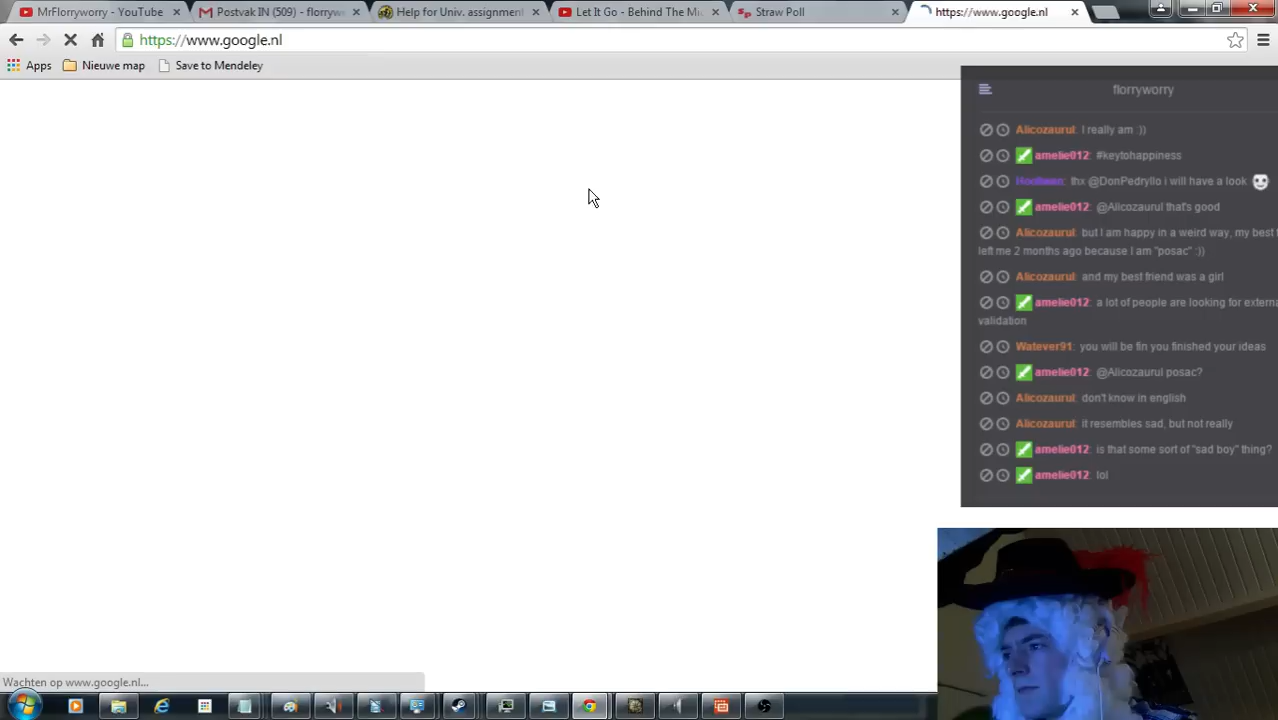 MrFlorryworry - YouTube
Postvak IN (509) - florryw
Help for Univ. assignment
Let It Go - Behind The Mi
Straw Poll
https://www.google.nl
https://www.google.nl
Apps
Nieuwe map
Save to Mendeley
florryworry
Alicozaurul: I really am :))
amelie012: #keytohappiness
thx @DonPedryllo i will have a look
amelie012: @Alicozaurul that's good
Alicozaurul: but I am happy in a weird way, my best
left me 2 months ago because I am "posac" :))
Alicozaurul: and my best friend was a girl
amelie012: a lot of people are looking for externa
validation
Watever91: you will be fin you finished your ideas
amelie012: @Alicozaurul posac?
Alicozaurul: don't know in english
Alicozaurul: it resembles sad, but not really
amelie012: is that some sort of "sad boy" thing?
amelie012: lol
Wachten op www.google.nl...